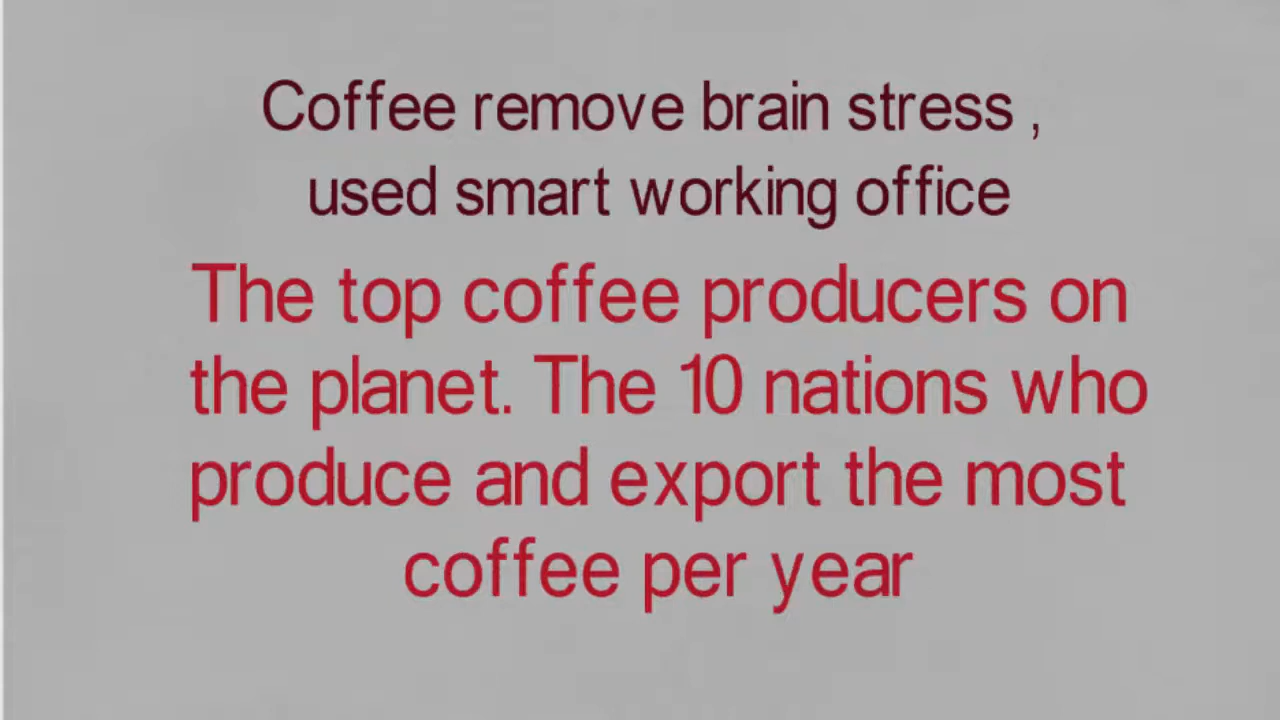 Coffee remove brain stress ,
used smart working office
The top coffee producers on
the planet. The 10 nations who
produce and export the most
coffee per year